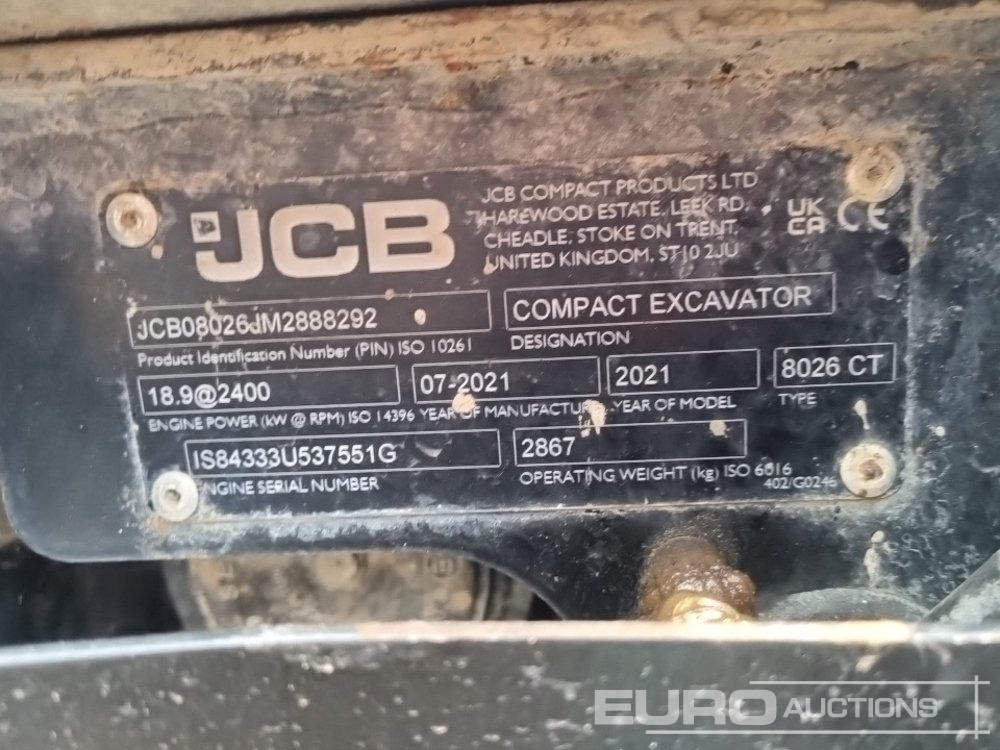 JCB
JCB COMPACT PRODUCTS LTD
HAREWOOD ESTATE, LEEK RD,
CHEADLE, STOKE ON TRENT,
UNITED KINGDOM, ST10 2JU
UK
CA
CE
JCB08026JM2888292
Product Identification Number (PIN) ISO 10261
COMPACT EXCAVATOR
DESIGNATION
18.9@2400
ENGINE POWER (kW @ RPM) ISO 14396
07-2021
YEAR OF MANUFACTURE
2021
YEAR OF MODEL
8026 CT
TYPE
IS84333U537551G
ENGINE SERIAL NUMBER
2867
OPERATING WEIGHT (kg) ISO 6016
402/G0246
EURO AUCTIONS